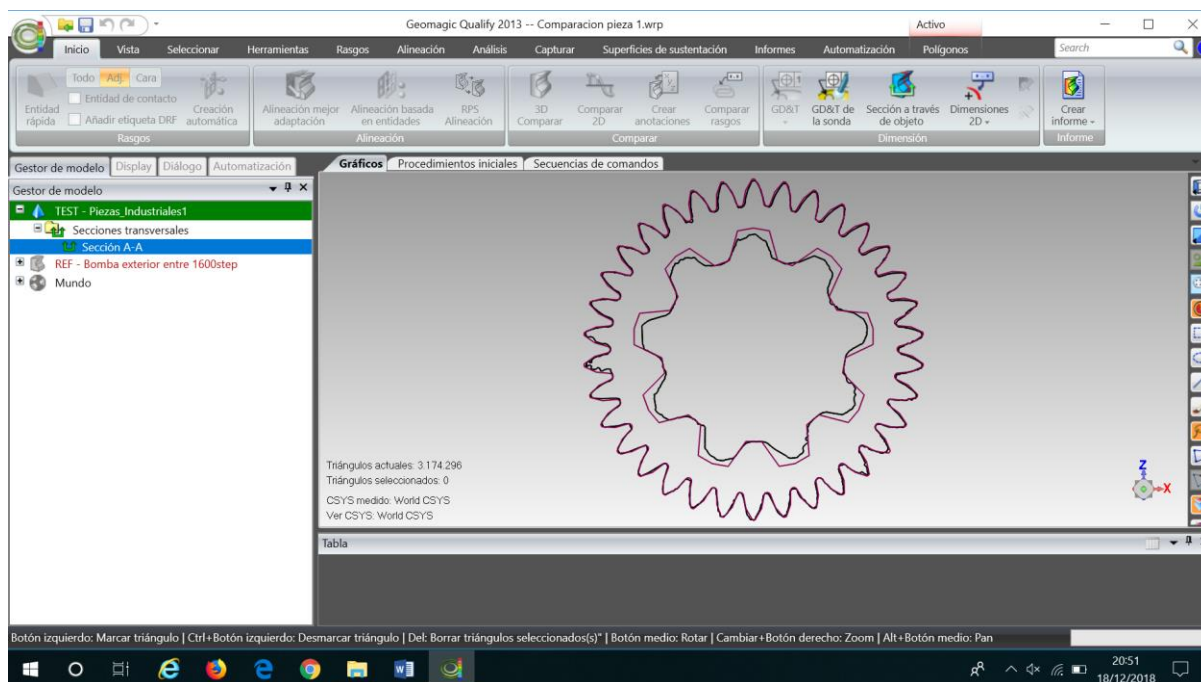 Geomagic Qualify 2013 -- Comparacion pieza 1.wrp
Activo
Inicio Vista Seleccionar Herramientas Rasgos Alineación Análisis Capturar Superficies de sustentación Informes Automatización Polígonos Search
Todo Adj. Cara
Entidad de contacto
Añadir etiqueta DRF
Entidad rápida
Creación automática
Rasgos
Alineación mejor adaptación
Alineación basada en entidades
RPS Alineación
Alineación
3D Comparar
Comparar 2D
Crear anotaciones
Comparar rasgos
Comparar
GD&T
GD&T de la sonda
Sección a través de objeto
Dimensiones 2D
Dimensión
Crear informe
Informe
Gestor de modelo Display Diálogo Automatización
Gráficos Procedimientos iniciales Secuencias de comandos
Gestor de modelo
TEST - Piezas_Industriales1
Secciones transversales
Sección A-A
REF - Bomba exterior entre 1600step
Mundo
Triángulos actuales: 3.174.296
Triángulos seleccionados: 0
CSYS medido: World CSYS
Ver CSYS: World CSYS
Z
X
Tabla
Botón izquierdo: Marcar triángulo | Ctrl+Botón izquierdo: Desmarcar triángulo | Del: Borrar triángulos seleccionados(s)" | Botón medio: Rotar | Cambiar+Botón derecho: Zoom | Alt+Botón medio: Pan
20:51
18/12/2018